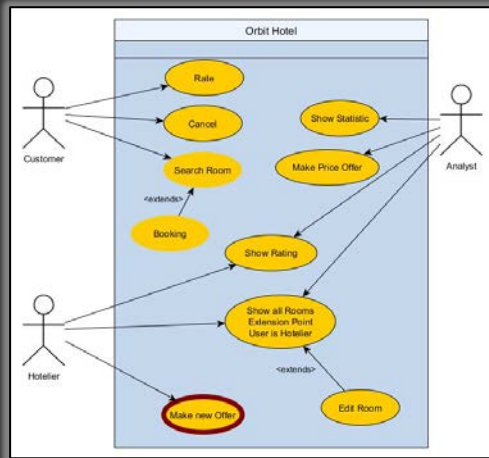 Orbit Hotel
Rate
Cancel
Search Room
<extends>
Booking
Customer
Show Statistic
Make Price Offer
Analyst
Show Rating
Show all Rooms
Extension Point
User is Hotelier
<extends>
Hotelier
Make new Offer
Edit Room